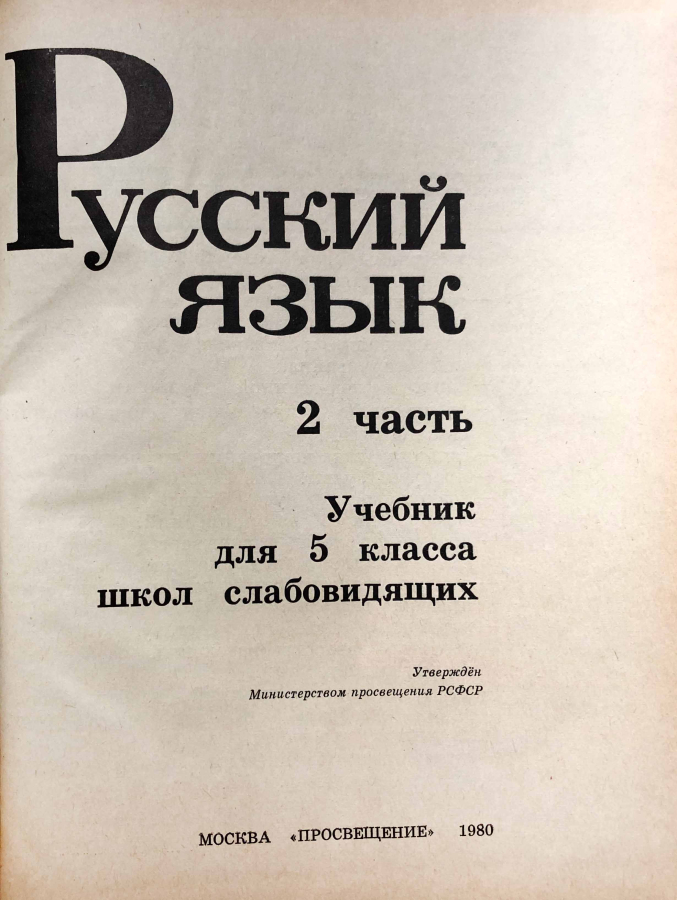 Русский
язык
2 часть
Учебник
для 5 класса
школ слабовидящих
Утверждён
Министерством просвещения РСФСР
МОСКВА «ПРОСВЕЩЕНИЕ» 1980